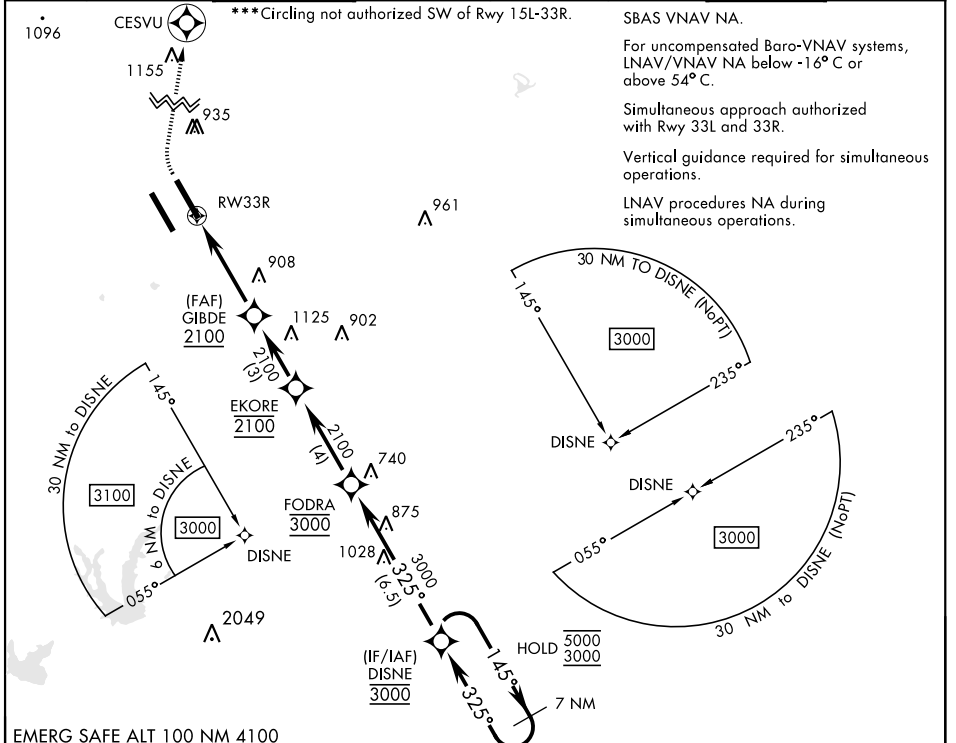 ***Circling not authorized SW of Rwy 15L-33R.
SBAS VNAV NA.
For uncompensated Baro-VNAV systems,
LNAV/VNAV NA below -16°C or
above 54°C.
Simultaneous approach authorized
with Rwy 33L and 33R.
Vertical guidance required for simultaneous
operations.
LNAV procedures NA during
simultaneous operations.
1096
CESVU
1155
935
RW33R
961
908
(FAF)
GIBDE
2100
1125
902
2100
(3)
EKORE
2100
2100
(4)
740
FODRA
3000
875
1028
3000
325°
(6.5)
(IF/IAF)
DISNE
3000
HOLD
5000
3000
145°
325°
7 NM
30 NM TO DISNE (NoPT)
145°
3000
235°
DISNE
DISNE
235°
055°
3000
30 NM to DISNE (NoPT)
30 NM to DISNE
145°
3100
6 NM to DISNE
3000
DISNE
055°
2049
EMERG SAFE ALT 100 NM 4100